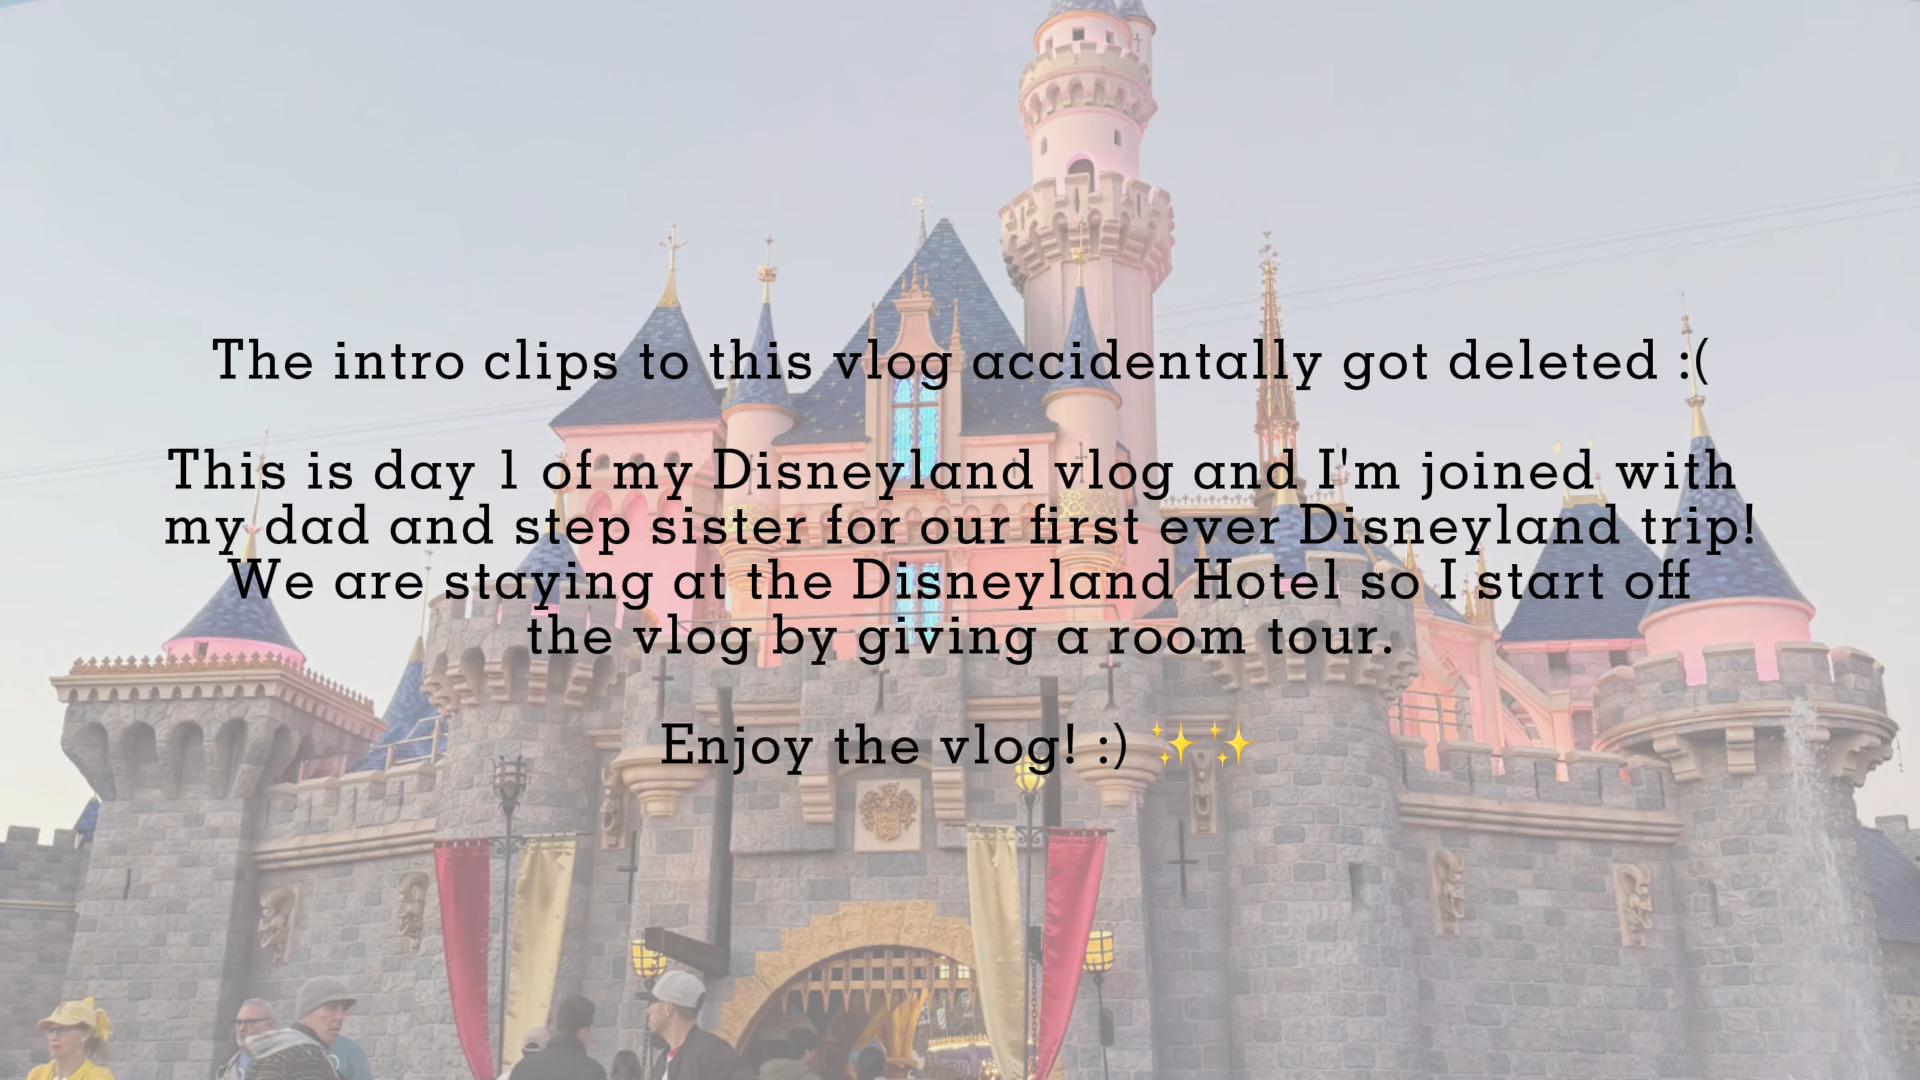 The intro clips to this vlog accidentally got deleted :(
This is day 1 of my Disneyland vlog and I'm joined with
my dad and step sister for our first ever Disneyland trip!
We are staying at the Disneyland Hotel so I start off
the vlog by giving a room tour.
Enjoy the vlog! :) ✨✨